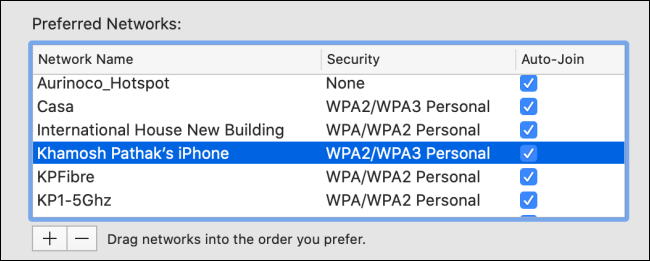 Preferred Networks:
Network Name Security Auto-Join
Aurinoco_Hotspot None
Casa WPA2/WPA3 Personal
International House New Building WPA/WPA2 Personal
Khamosh Pathak's iPhone WPA2/WPA3 Personal
KPFibre WPA/WPA2 Personal
KP1-5Ghz WPA/WPA2 Personal
+ − Drag networks into the order you prefer.